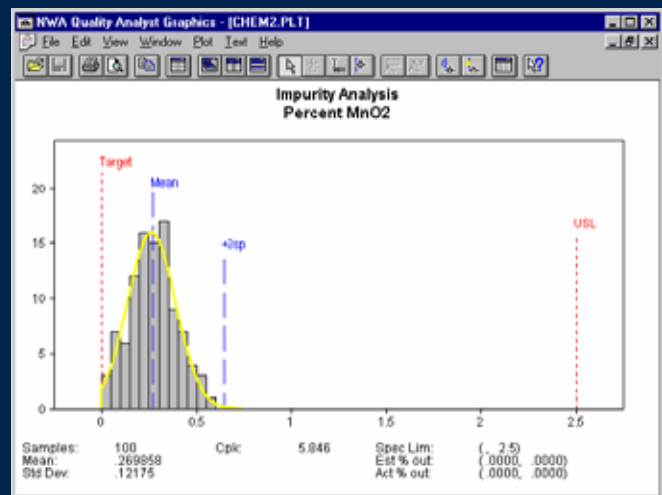 NWA Quality Analyst Graphics - [CHEM2.PLT]
File Edit View Window Plot Text Help
Impurity Analysis
Percent MnO2
Target
Mean
+3sp
USL
20
15
10
5
0
0 0.5 1 1.5 2 2.5
Samples: 100 Cpk: 5.846 Spec Lim: (, 2.5)
Mean: .269858 Est % out: (.0000, .0000)
Std Dev: .12175 Act % out: (.0000, .0000)